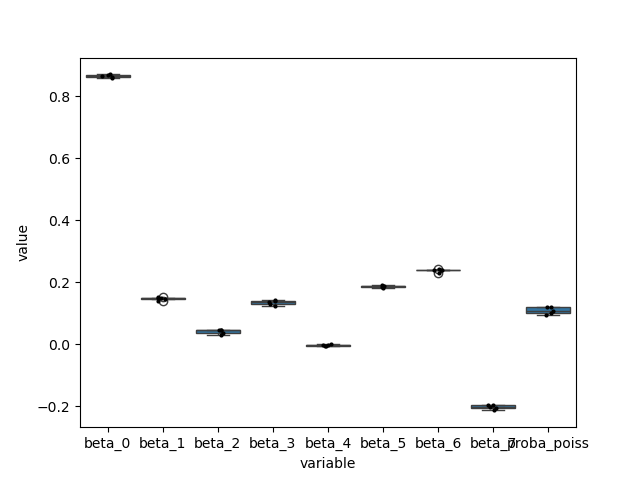 value
0.8
0.6
0.4
0.2
0.0
−0.2
beta_0 beta_1 beta_2 beta_3 beta_4 beta_5 beta_6 beta_7 proba_poiss
variable